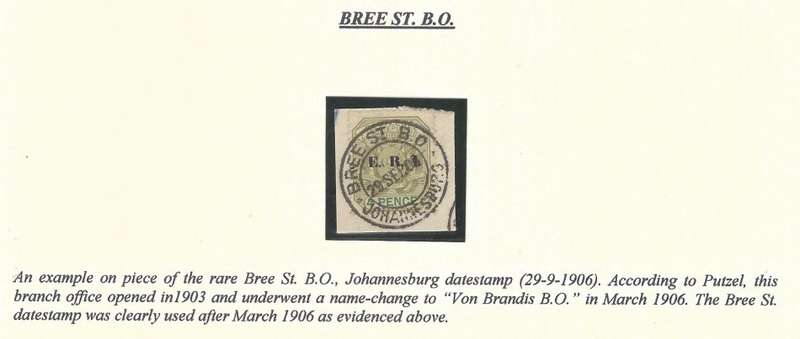 BREE ST. B.O.
BREE ST. B.O.
E. R. I.
29 SE 06
PENCE
JOHANNESBURG
An example on piece of the rare Bree St. B.O., Johannesburg datestamp (29-9-1906). According to Putzel, this
branch office opened in1903 and underwent a name-change to “Von Brandis B.O.” in March 1906. The Bree St.
datestamp was clearly used after March 1906 as evidenced above.